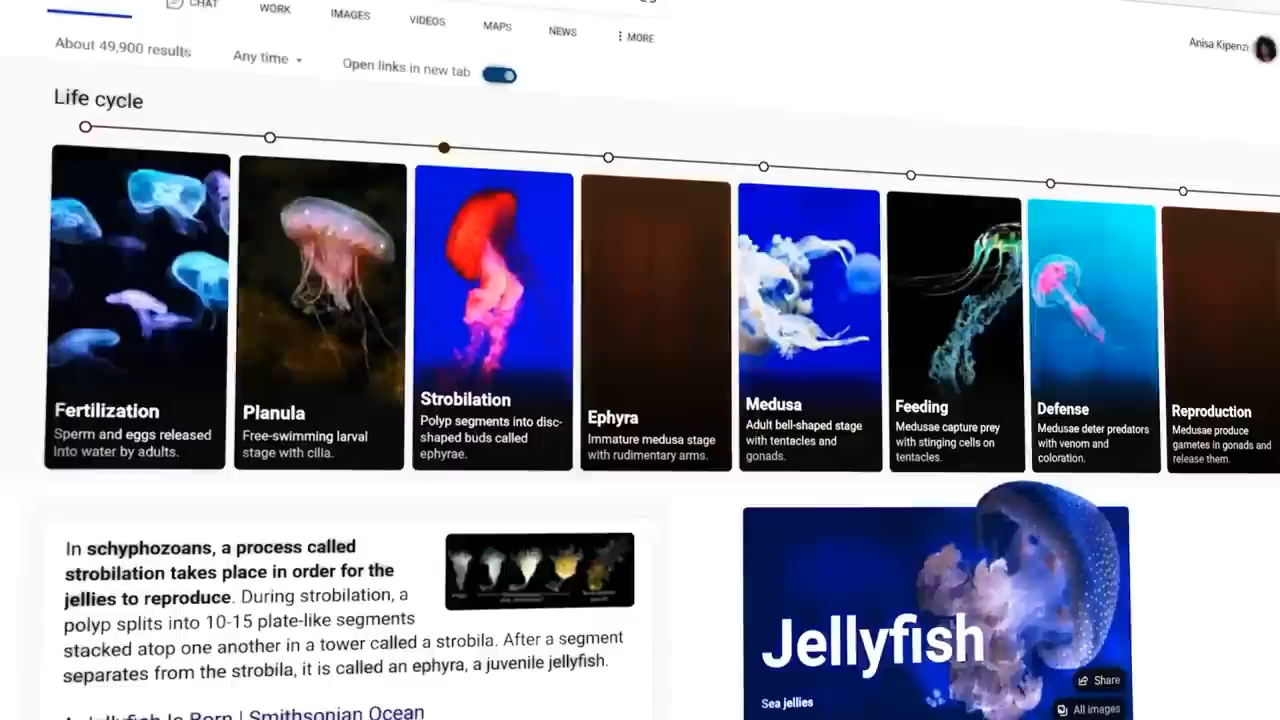 CHAT
WORK
IMAGES
VIDEOS
MAPS
NEWS
MORE
Anisa Kipenzi
About 49,900 results
Any time
Open links in new tab
Life cycle
Fertilization
Sperm and eggs released
into water by adults.
Planula
Free-swimming larval
stage with cilia.
Strobilation
Polyp segments into disc-
shaped buds called
ephyrae.
Ephyra
Immature medusa stage
with rudimentary arms.
Medusa
Adult bell-shaped stage
with tentacles and
gonads.
Feeding
Medusae capture prey
with stinging cells on
tentacles.
Defense
Medusae deter predators
with venom and
coloration.
Reproduction
Medusae produce
gametes in gonads and
release them.
In schyphozoans, a process called
strobilation takes place in order for the
jellies to reproduce. During strobilation, a
polyp splits into 10-15 plate-like segments
stacked atop one another in a tower called a strobila. After a segment
separates from the strobila, it is called an ephyra, a juvenile jellyfish.
Jellyfish Is Born | Smithsonian Ocean
Jellyfish
Sea jellies
Share
All images